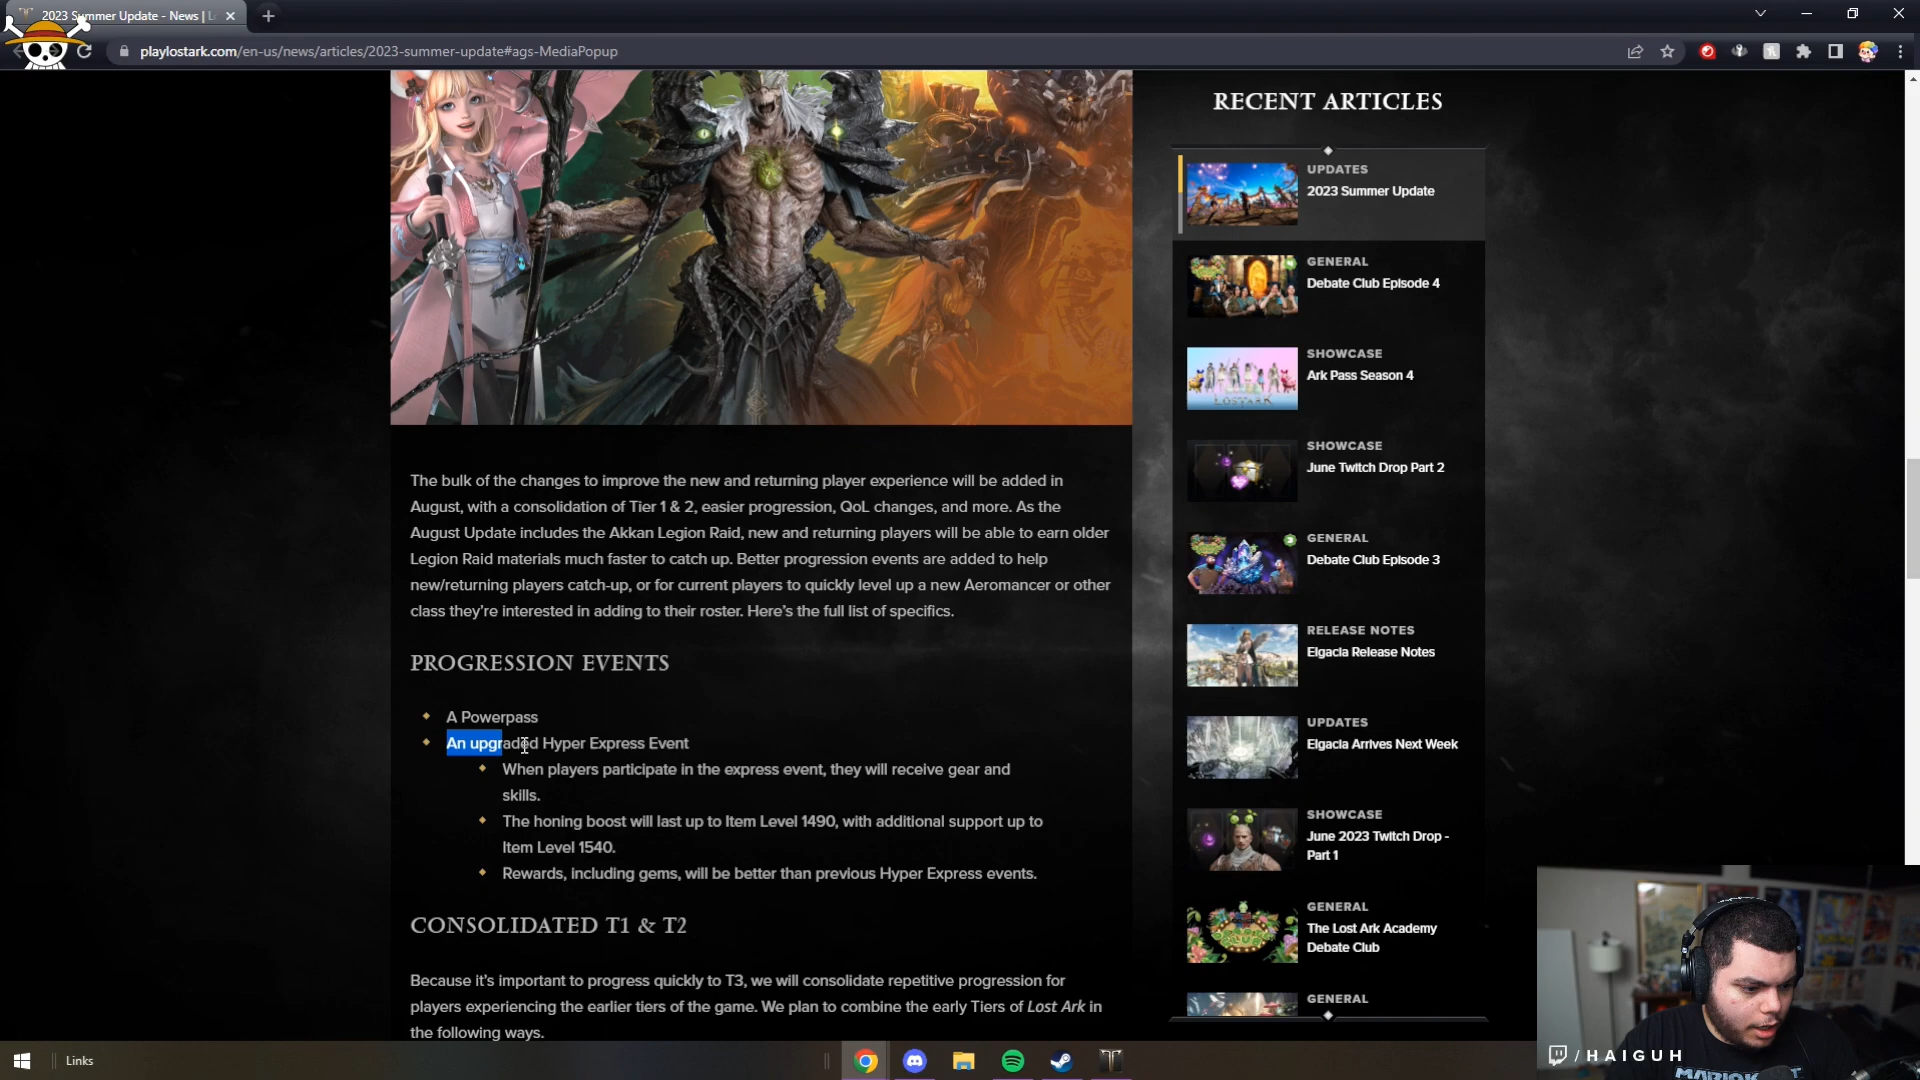 2023 Summer Update - News | L
playlostark.com/en-us/news/articles/2023-summer-update#ags-MediaPopup
The bulk of the changes to improve the new and returning player experience will be added in
August, with a consolidation of Tier 1 & 2, easier progression, QoL changes, and more. As the
August Update includes the Akkan Legion Raid, new and returning players will be able to earn older
Legion Raid materials much faster to catch up. Better progression events are added to help
new/returning players catch-up, or for current players to quickly level up a new Aeromancer or other
class they're interested in adding to their roster. Here's the full list of specifics.
PROGRESSION EVENTS
A Powerpass
An upgraded Hyper Express Event
When players participate in the express event, they will receive gear and
skills.
The honing boost will last up to Item Level 1490, with additional support up to
Item Level 1540.
Rewards, including gems, will be better than previous Hyper Express events.
CONSOLIDATED T1 & T2
Because it's important to progress quickly to T3, we will consolidate repetitive progression for
players experiencing the earlier tiers of the game. We plan to combine the early Tiers of Lost Ark in
the following ways.
RECENT ARTICLES
UPDATES
2023 Summer Update
GENERAL
Debate Club Episode 4
SHOWCASE
Ark Pass Season 4
LOST ARK
SHOWCASE
June Twitch Drop Part 2
GENERAL
Debate Club Episode 3
RELEASE NOTES
Elgacia Release Notes
UPDATES
Elgacia Arrives Next Week
SHOWCASE
June 2023 Twitch Drop -
Part 1
GENERAL
The Lost Ark Academy
Debate Club
GENERAL
/HAIGUH
Links